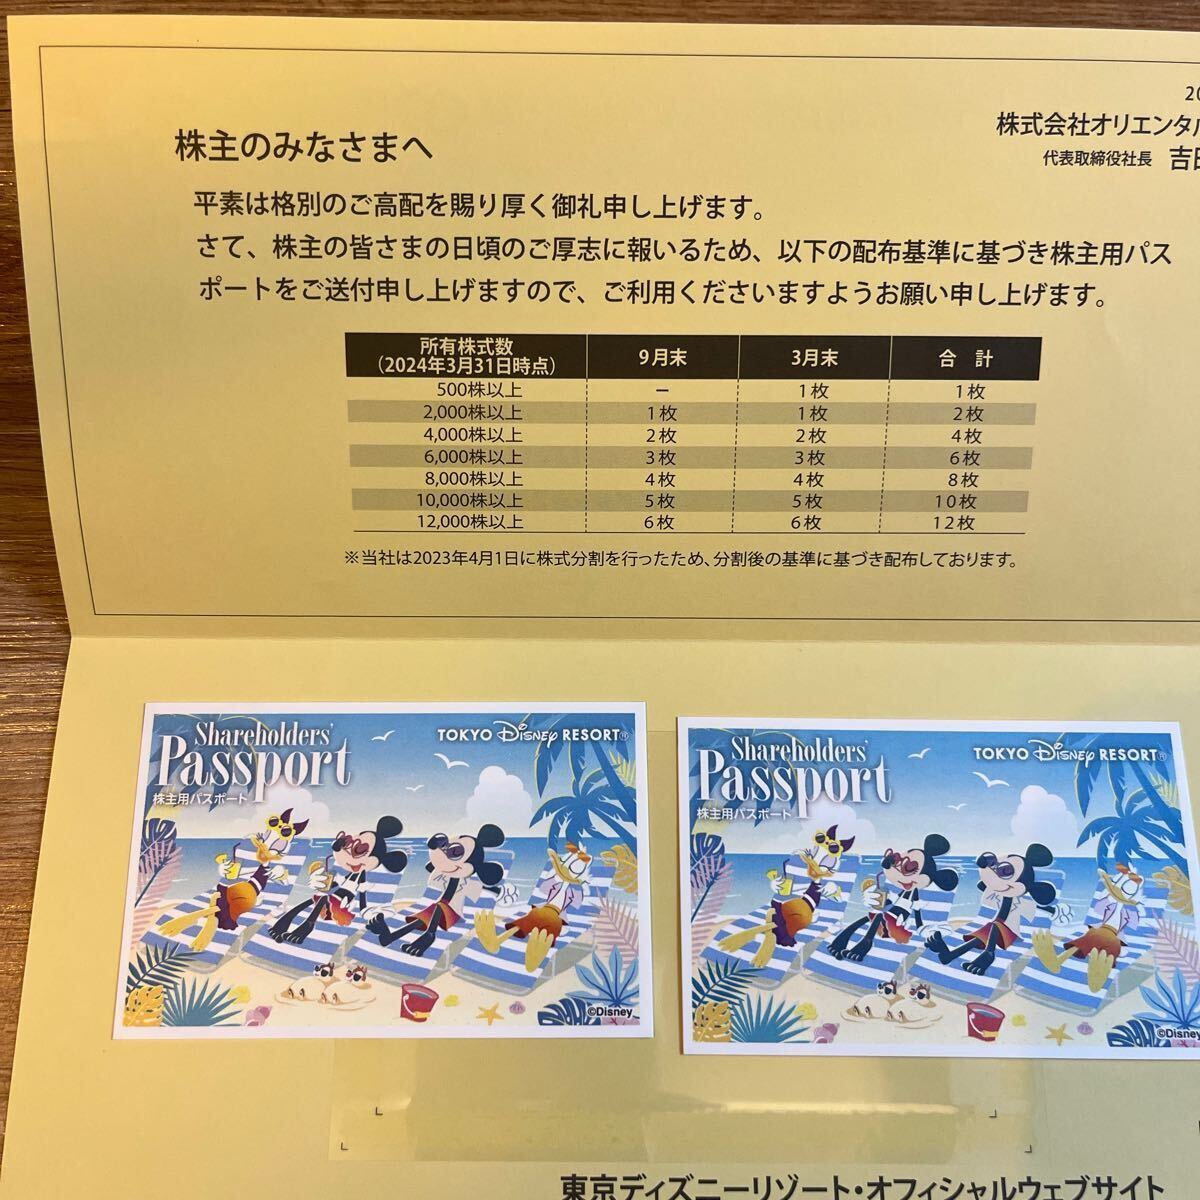 20
株式会社オリエンタル
代表取締役社長 吉田
株主のみなさまへ
平素は格別のご高配を賜り厚く御礼申し上げます。
さて、株主の皆さまの日頃のご厚志に報いるため、以下の配布基準に基づき株主用パス
ポートをご送付申し上げますので、ご利用くださいますようお願い申し上げます。
所有株式数
(2024年3月31日時点) 9月末 3月末 合 計
500株以上 － 1枚 1枚
2,000株以上 1枚 1枚 2枚
4,000株以上 2枚 2枚 4枚
6,000株以上 3枚 3枚 6枚
8,000株以上 4枚 4枚 8枚
10,000株以上 5枚 5枚 10枚
12,000株以上 6枚 6枚 12枚
※当社は2023年4月1日に株式分割を行ったため、分割後の基準に基づき配布しております。
Shareholders'
Passport
株主用パスポート
TOKYO Disney RESORT®
©Disney
Shareholders'
Passport
株主用パスポート
TOKYO Disney RESORT®
©Disney
東京ディズニーリゾート・オフィシャルウェブサイト